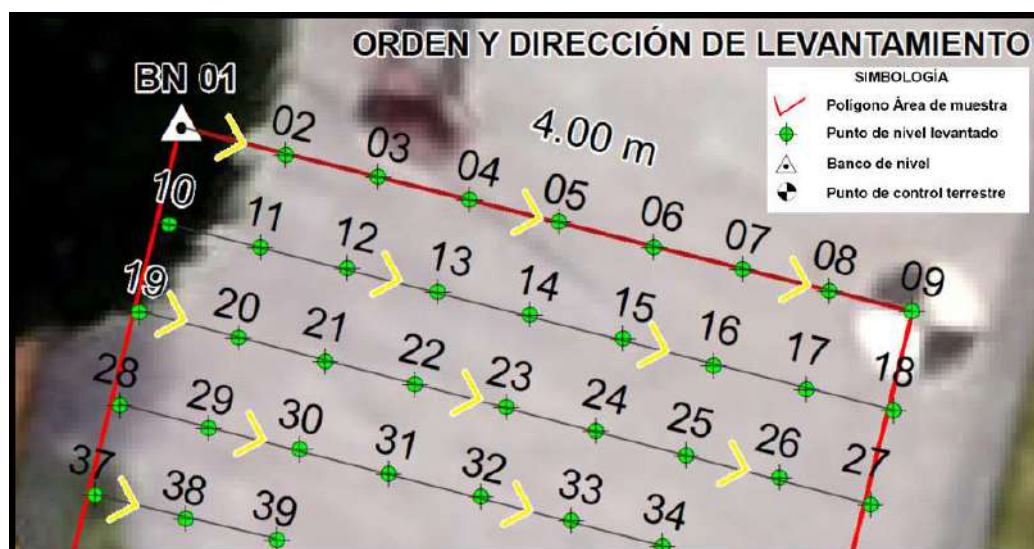 ORDEN Y DIRECCIÓN DE LEVANTAMIENTO
SIMBOLOGÍA
Polígono Área de muestra
Punto de nivel levantado
Banco de nivel
Punto de control terrestre
BN 01
4.00 m
02 03 04 05 06 07 08 09
10 11 12 13 14 15 16 17 18
19 20 21 22 23 24 25 26 27
28 29 30 31 32 33 34
37 38 39